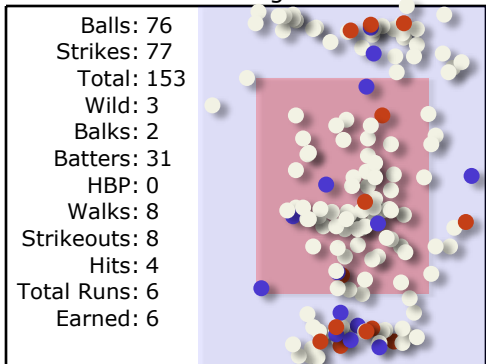 Balls: 76
Strikes: 77
Total: 153
Wild: 3
Balks: 2
Batters: 31
HBP: 0
Walks: 8
Strikeouts: 8
Hits: 4
Total Runs: 6
Earned: 6